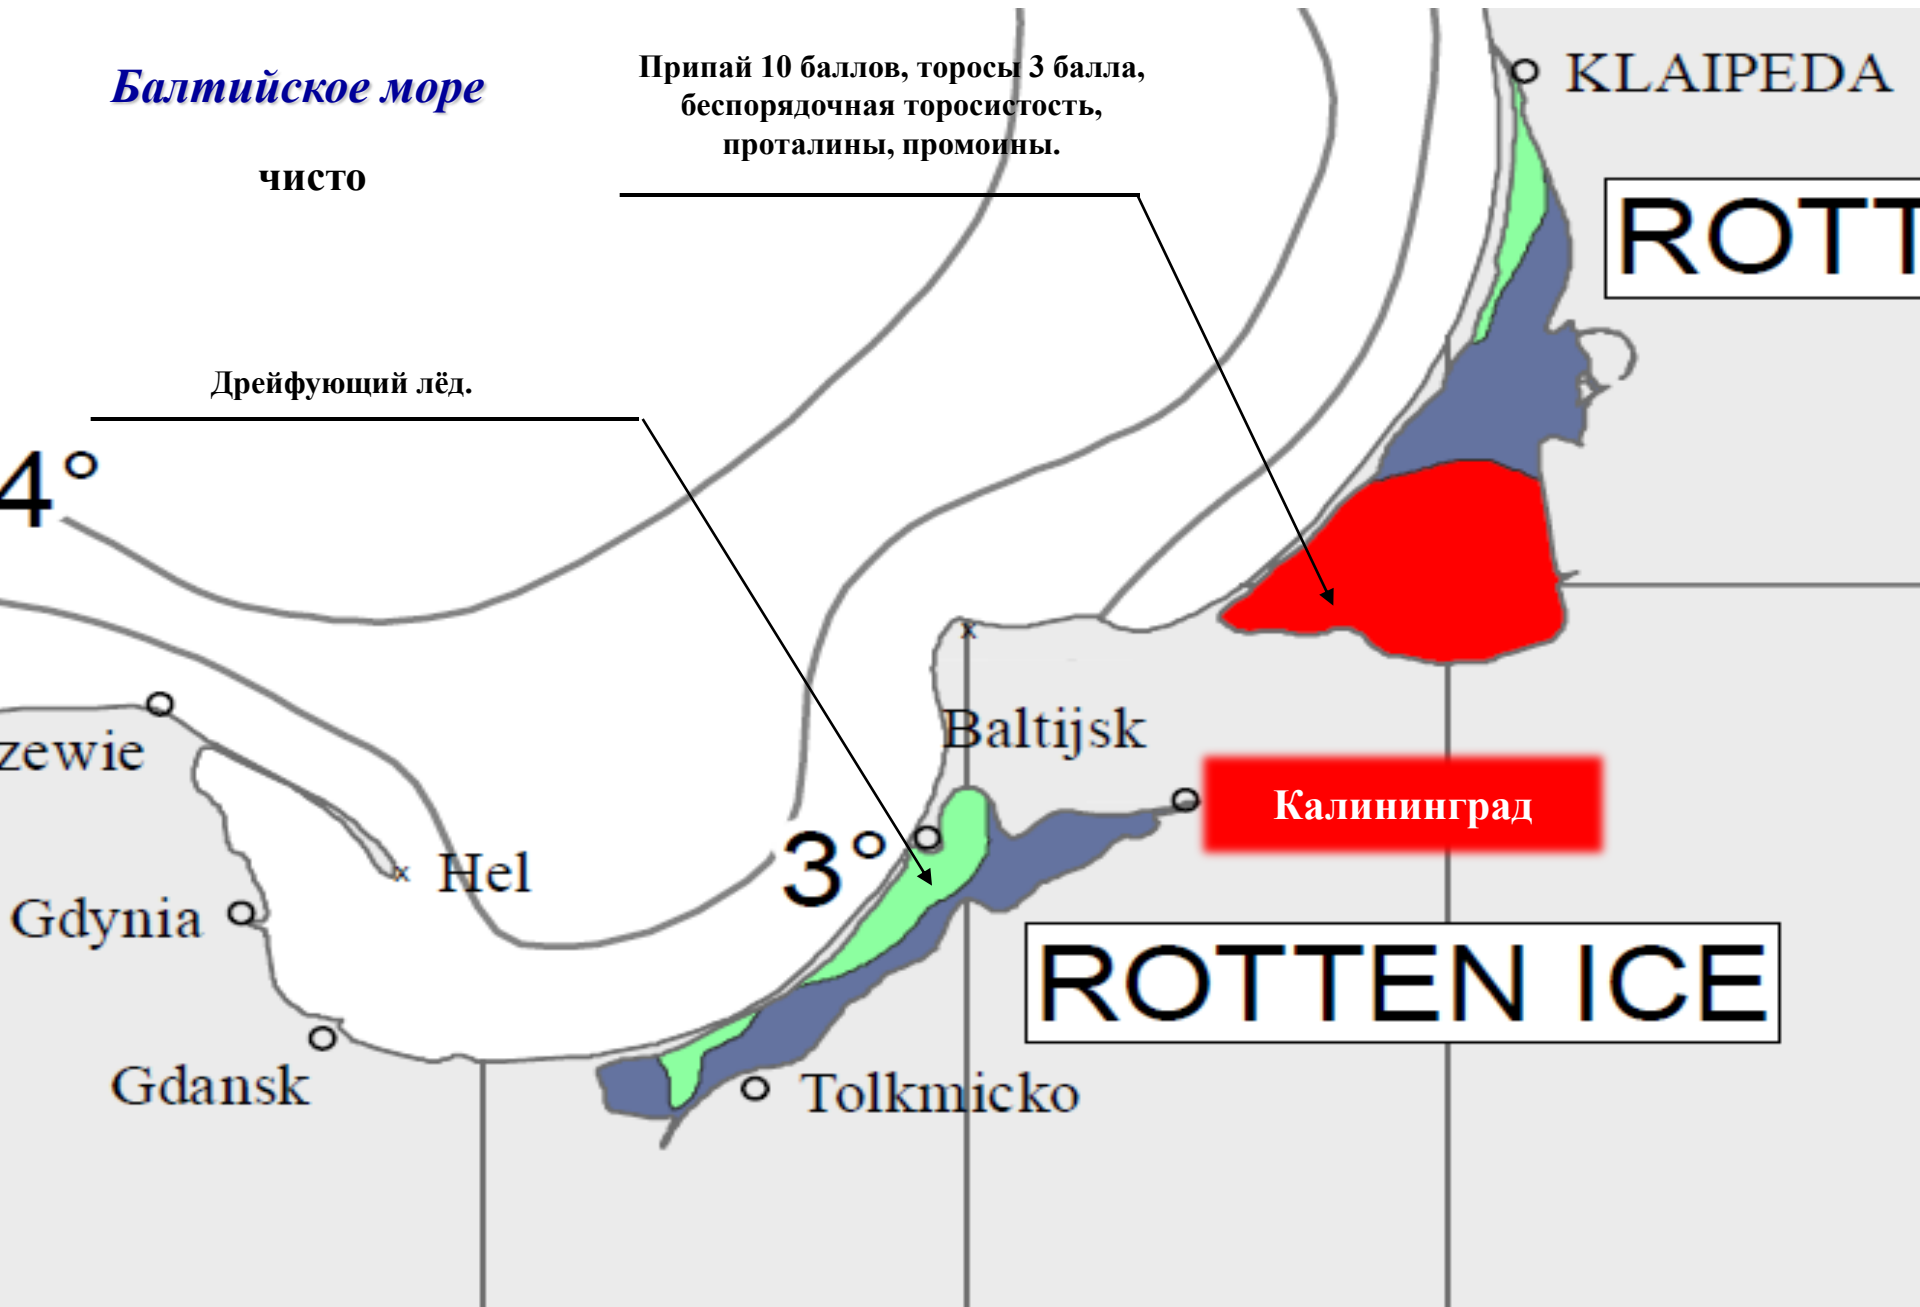 Балтийское море
чисто
Припай 10 баллов, торосы 3 балла,
беспорядочная торосистость,
проталины, промоины.
KLAIPEDA
ROTT
Дрейфующий лёд.
4°
x
Baltijsk
zewie
Калининград
3°
x Hel
Gdynia
ROTTEN ICE
Gdansk
Tolkmicko